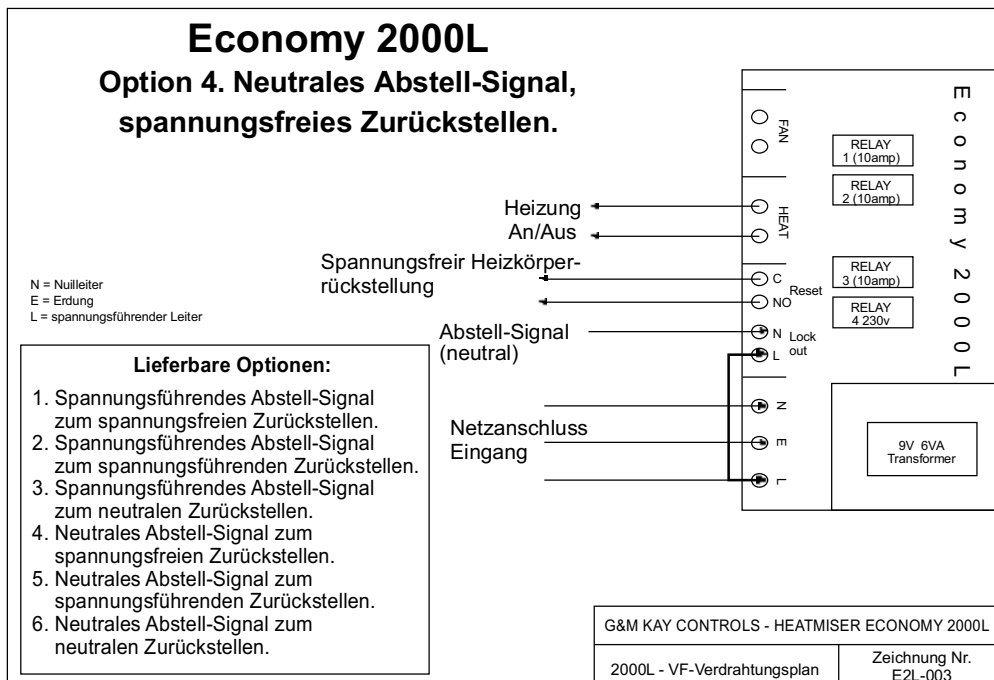 Economy 2000L
Option 4. Neutrales Abstell-Signal,
spannungsfreies Zurückstellen.
Economy 2000L
FAN
RELAY
1 (10amp)
RELAY
2 (10amp)
HEAT
Heizung
An/Aus
Spannungsfreir Heizkörper-
rückstellung
C
NO
Reset
RELAY
3 (10amp)
RELAY
4 230v
N = Nuilleiter
E = Erdung
L = spannungsführender Leiter
Abstell-Signal
(neutral)
N
L
Lock
out
Netzanschluss
Eingang
N
E
L
9V 6VA
Transformer
Lieferbare Optionen:
1. Spannungsführendes Abstell-Signal
zum spannungsfreien Zurückstellen.
2. Spannungsführendes Abstell-Signal
zum spannungsführenden Zurückstellen.
3. Spannungsführendes Abstell-Signal
zum neutralen Zurückstellen.
4. Neutrales Abstell-Signal zum
spannungsfreien Zurückstellen.
5. Neutrales Abstell-Signal zum
spannungsführenden Zurückstellen.
6. Neutrales Abstell-Signal zum
neutralen Zurückstellen.
G&M KAY CONTROLS - HEATMISER ECONOMY 2000L
2000L - VF-Verdrahtungsplan
Zeichnung Nr.
E2L-003